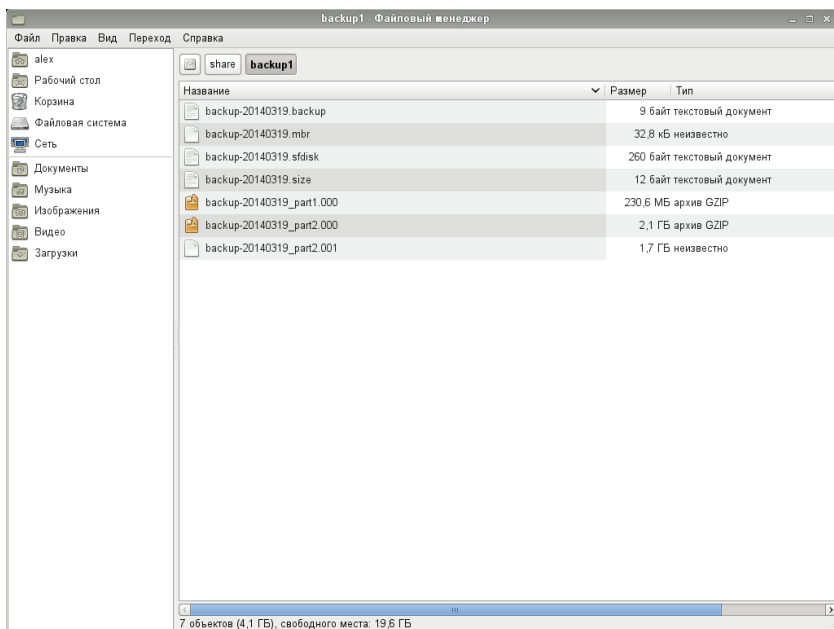 backup1 - Файловый менеджер
Файл Правка Вид Переход Справка
alex
Рабочий стол
Корзина
Файловая система
Сеть
Документы
Музыка
Изображения
Видео
Загрузки
share backup1
Название Размер Тип
backup-20140319.backup 9 байт текстовый документ
backup-20140319.mbr 32,8 кБ неизвестно
backup-20140319.sfdisk 260 байт текстовый документ
backup-20140319.size 12 байт текстовый документ
backup-20140319_part1.000 230,6 МБ архив GZIP
backup-20140319_part2.000 2,1 ГБ архив GZIP
backup-20140319_part2.001 1,7 ГБ неизвестно
7 объектов (4,1 ГБ), свободного места: 19,6 ГБ